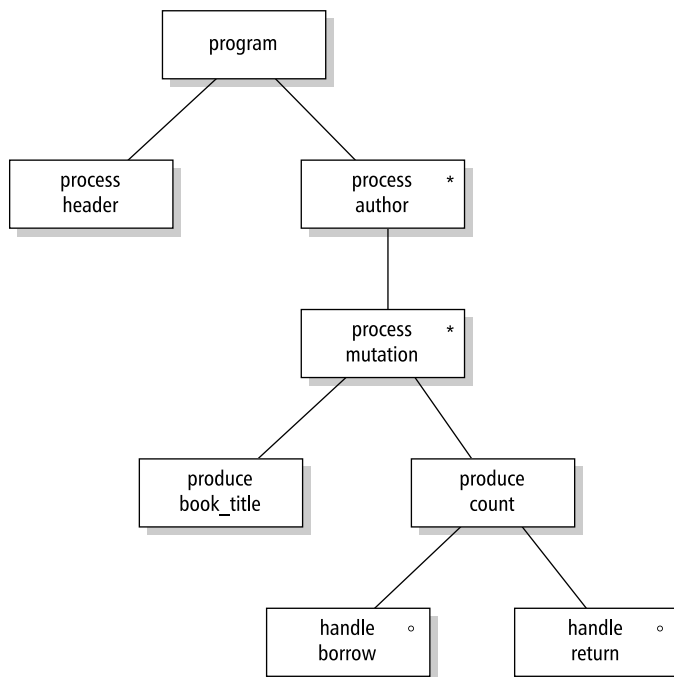 program
process
header
process *
author
process *
mutation
produce
book_title
produce
count
handle °
borrow
handle °
return